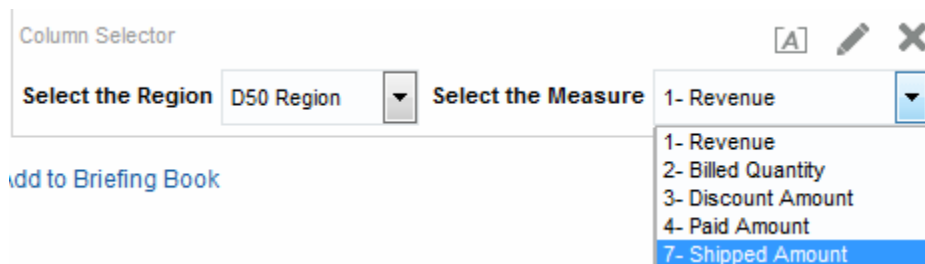 Column Selector [A]
Select the Region D50 Region Select the Measure 1- Revenue
1- Revenue
2- Billed Quantity
Add to Briefing Book
3- Discount Amount
4- Paid Amount
7- Shipped Amount